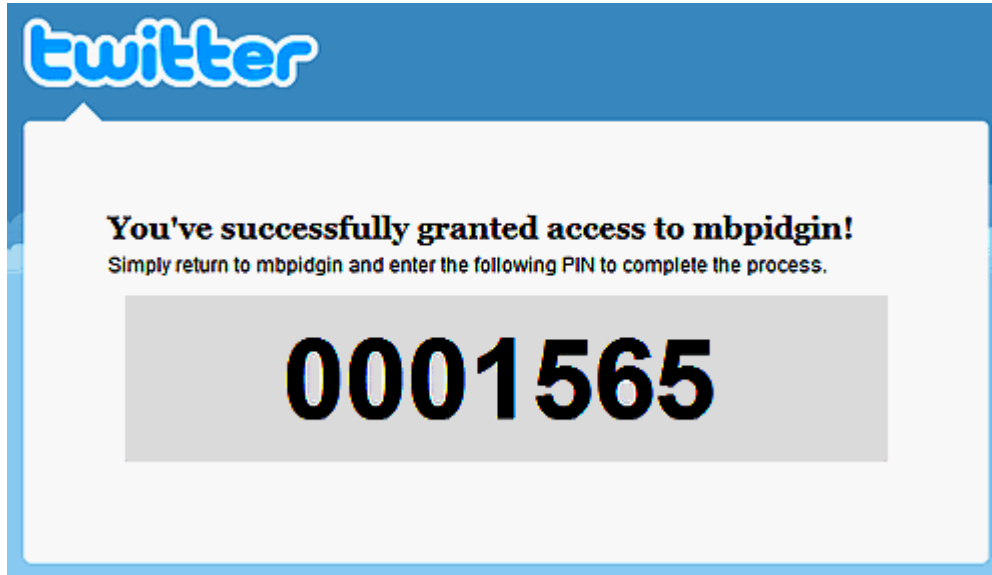 twitter
You've successfully granted access to mbpidgin!
Simply return to mbpidgin and enter the following PIN to complete the process.
0001565